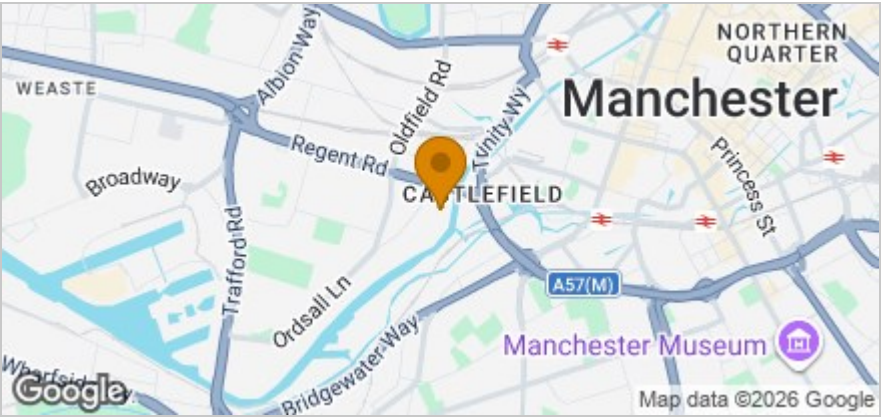 NORTHERN
QUARTER
Albion Way
WEASTE
Oldfield Rd
Manchester
Trinity Wy
Regent Rd
Princess St
Broadway
CASTLEFIELD
Trafford Rd
A57(M)
Ordsall Ln
Manchester Museum
Bridgewater Way
Google
Map data ©2026 Google